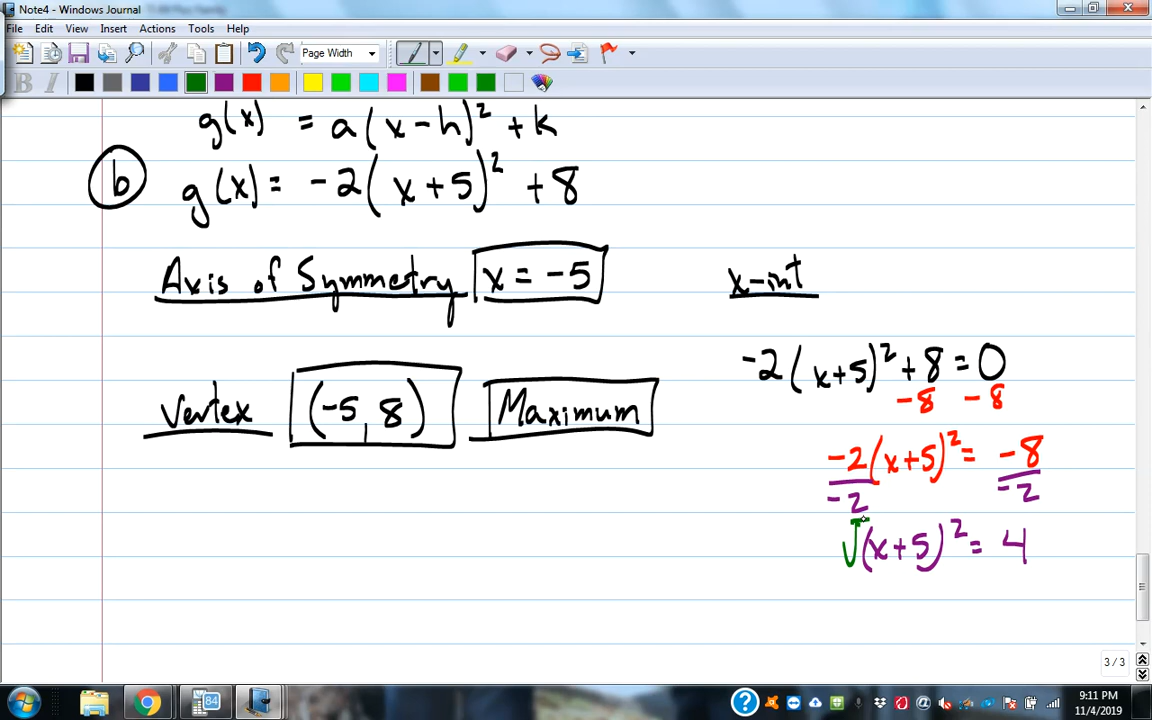 Note4 - Windows Journal
File Edit View Insert Actions Tools Help
Page Width
B I
g(x) = a(x-h)² + k
b g(x) = -2(x+5)² + 8
Axis of Symmetry x = -5
Vertex (-5, 8) Maximum
x-int
-2(x+5)² + 8 = 0
-8 -8
-2(x+5)² = -8
-2 -2
√(x+5)² = 4
3 / 3
84
9:11 PM
11/4/2019